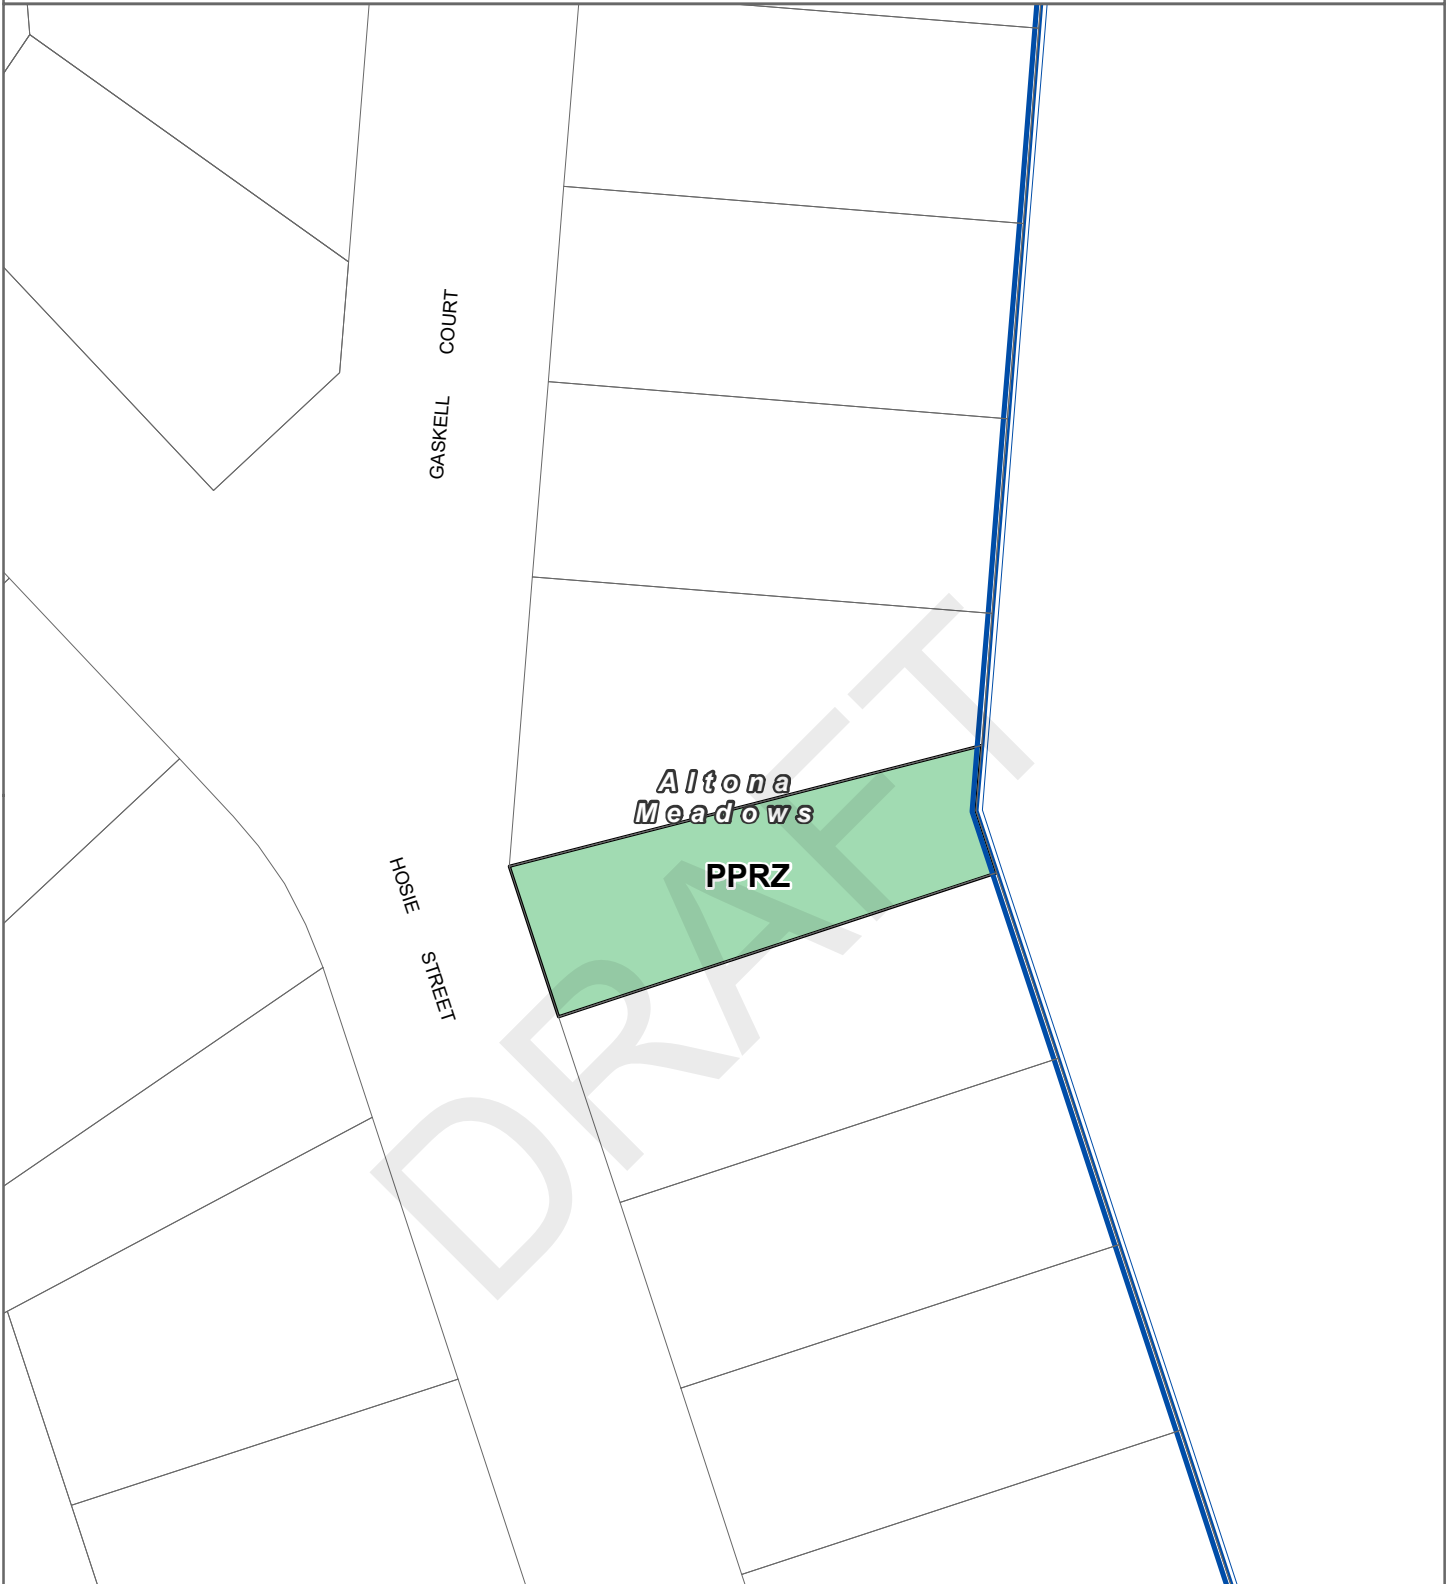 GASKELL COURT
Altona
Meadows
PPRZ
HOSIE STREET
DRAFT